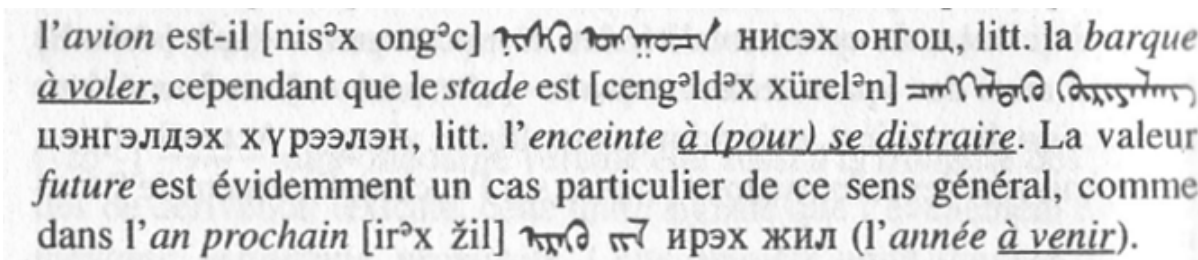 l'avion est-il [nisᵊx ongᵊc] нисэх онгоц, litt. la barque
à voler, cependant que le stade est [cengᵊldᵊx xürelᵊn]
цэнгэлдэх хүрээлэн, litt. l'enceinte à (pour) se distraire. La valeur
future est évidemment un cas particulier de ce sens général, comme
dans l'an prochain [irᵊx žil] ирэх жил (l'année à venir).